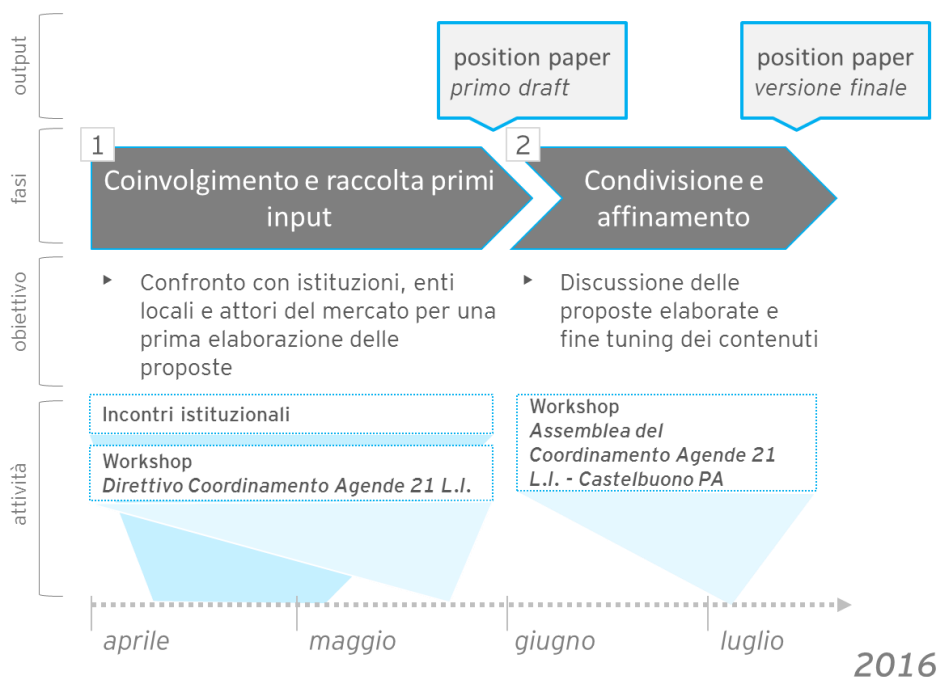 output
position paper
primo draft
position paper
versione finale
fasi
1
Coinvolgimento e raccolta primi
input
2
Condivisione e
affinamento
obiettivo
Confronto con istituzioni, enti
locali e attori del mercato per una
prima elaborazione delle
proposte
Discussione delle
proposte elaborate e
fine tuning dei contenuti
attività
Incontri istituzionali
Workshop
Direttivo Coordinamento Agende 21 L.I.
Workshop
Assemblea del
Coordinamento Agende 21
L.I. - Castelbuono PA
aprile
maggio
giugno
luglio
2016